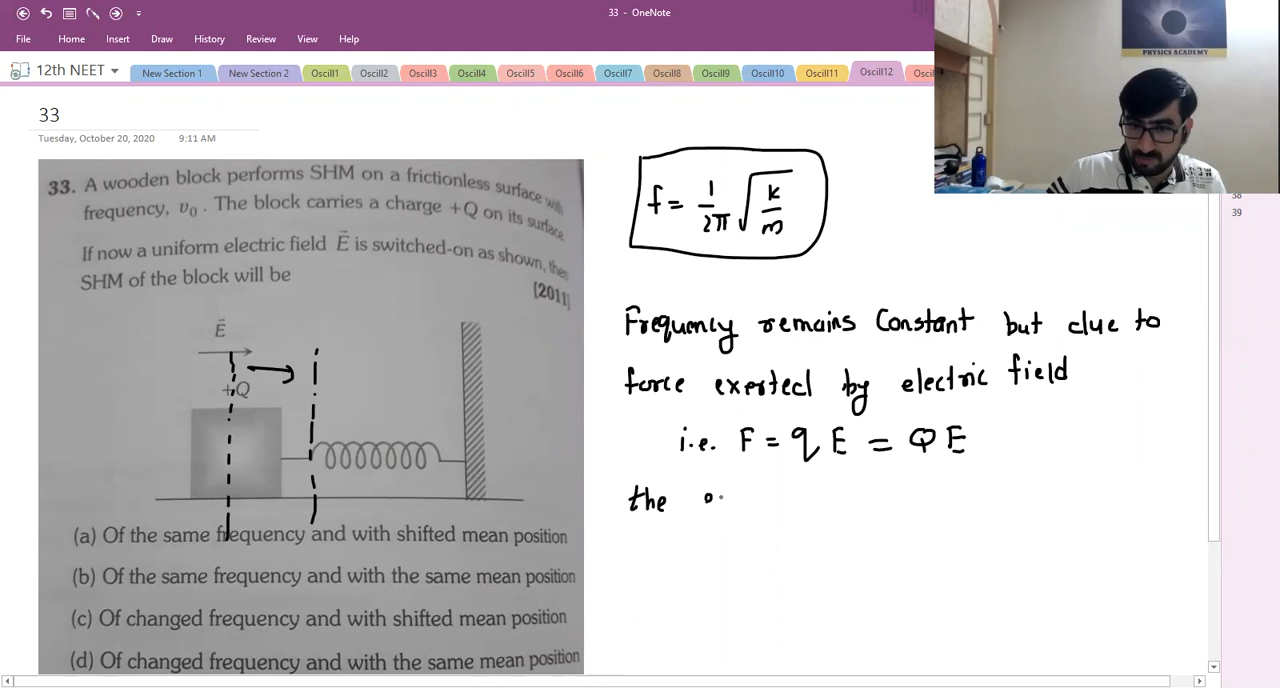 33 - OneNote
File Home Insert Draw History Review View Help
12th NEET New Section 1 New Section 2 Oscill1 Oscill2 Oscill3 Oscill4 Oscill5 Oscill6 Oscill7 Oscill8 Oscill9 Oscill10 Oscill11 Oscill12 Oscil
PHYSICS ACADEMY
33
Tuesday, October 20, 2020 9:11 AM
33. A wooden block performs SHM on a frictionless surface with
frequency, ν₀. The block carries a charge +Q on its surface.
If now a uniform electric field E⃗ is switched-on as shown, then
SHM of the block will be
[2011]
E⃗
+Q
(a) Of the same frequency and with shifted mean position
(b) Of the same frequency and with the same mean position
(c) Of changed frequency and with shifted mean position
(d) Of changed frequency and with the same mean position
f = 1/2π √k/m
Frequency remains Constant but due to
force exerted by electric field
i.e. F = qE = QE
the
38
39